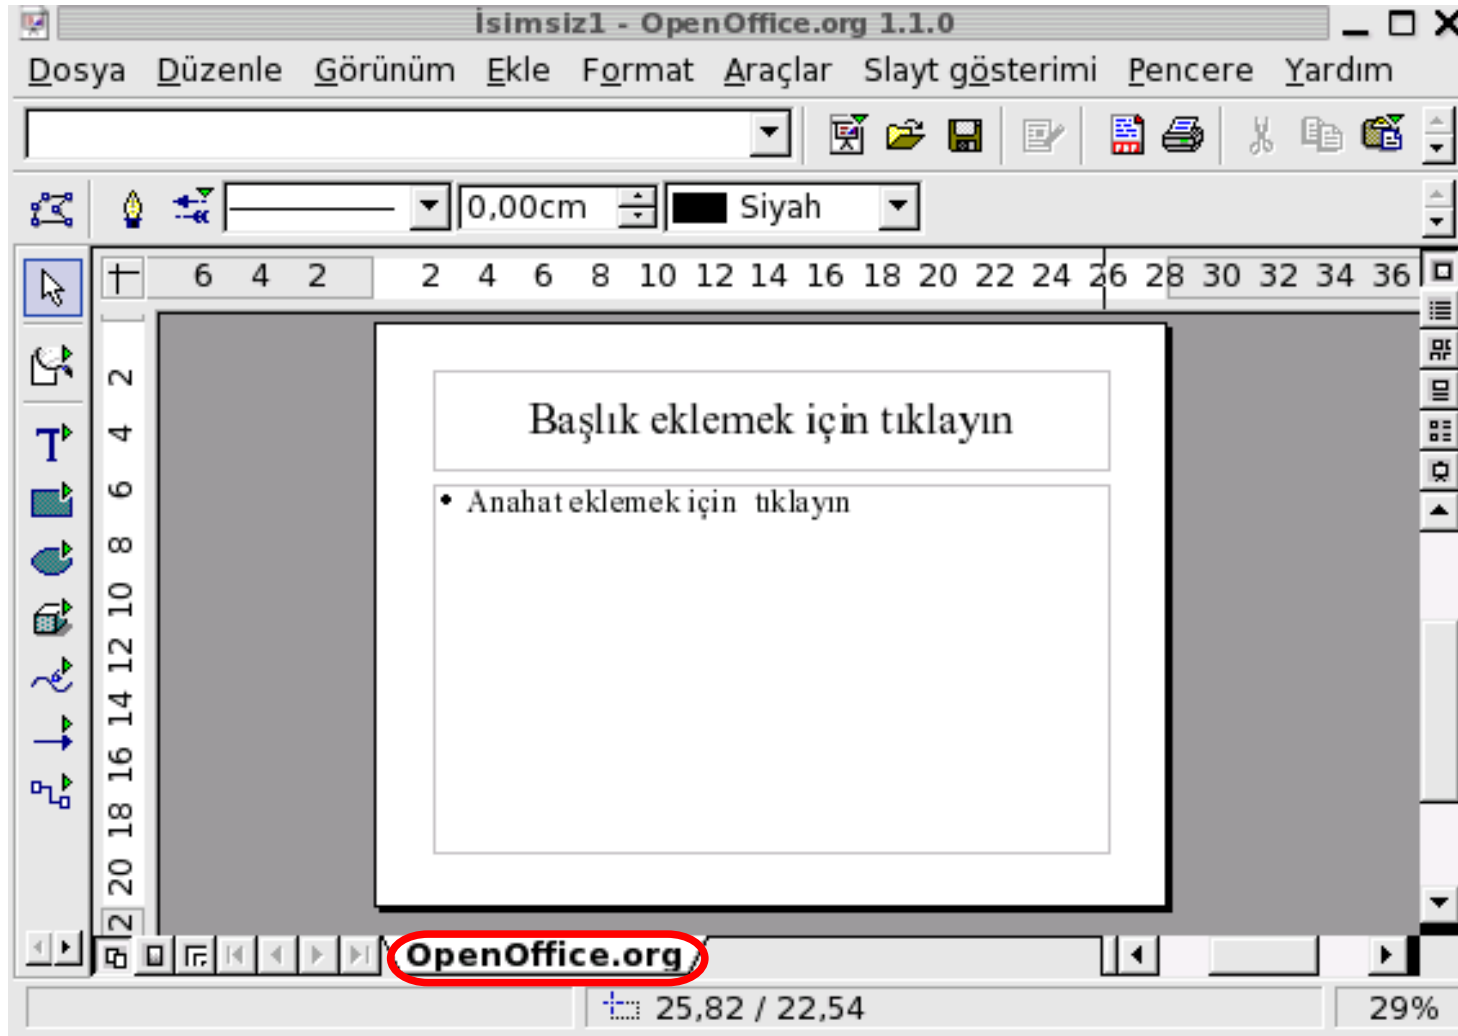 İsimsiz1 - OpenOffice.org 1.1.0
Dosya Düzenle Görünüm Ekle Format Araçlar Slayt gösterimi Pencere Yardım
0,00cm Siyah
6 4 2 2 4 6 8 10 12 14 16 18 20 22 24 26 28 30 32 34 36
2
4
6
8
10
12
14
16
18
20
2
Başlık eklemek için tıklayın
• Anahat eklemek için tıklayın
OpenOffice.org
25,82 / 22,54 29%